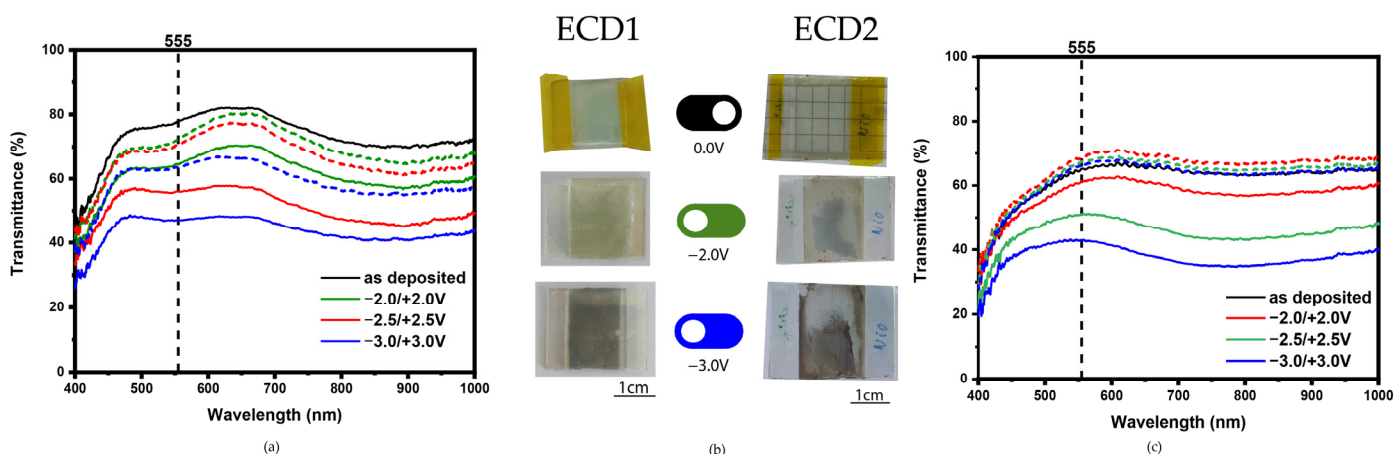 555
100
80
60
40
20
0
Transmittance (%)
as deposited
−2.0/+2.0V
−2.5/+2.5V
−3.0/+3.0V
400 500 600 700 800 900 1000
Wavelength (nm)
(a)
ECD1 ECD2
0.0V
NiO
−2.0V
NiO
−3.0V
NiO
1cm 1cm
(b)
555
100
80
60
40
20
0
Transmittance (%)
as deposited
−2.0/+2.0V
−2.5/+2.5V
−3.0/+3.0V
400 500 600 700 800 900 1000
Wavelength (nm)
(c)